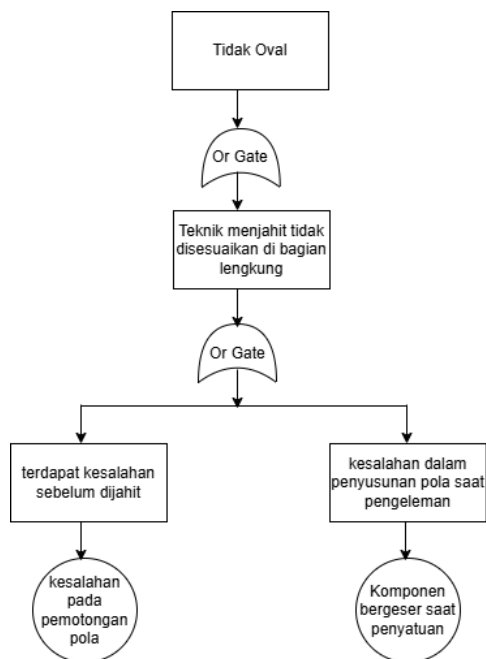 Tidak Oval
Or Gate
Teknik menjahit tidak
disesuaikan di bagian
lengkung
Or Gate
terdapat kesalahan
sebelum dijahit
kesalahan dalam
penyusunan pola saat
pengeleman
kesalahan
pada
pemotongan
pola
Komponen
bergeser saat
penyatuan